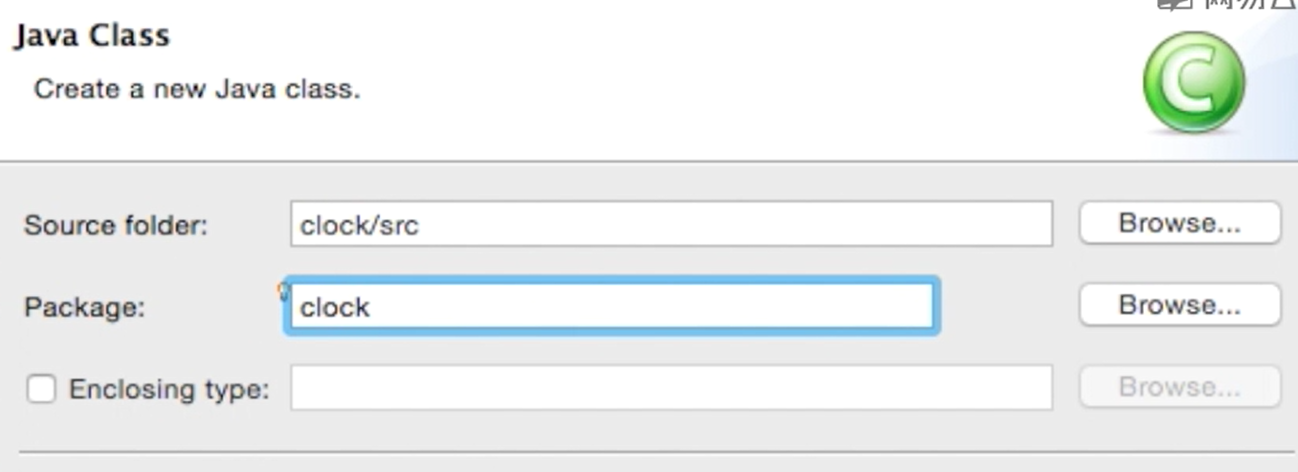 Java Class
Create a new Java class.
Source folder: clock/src Browse...
Package: clock Browse...
Enclosing type: Browse...